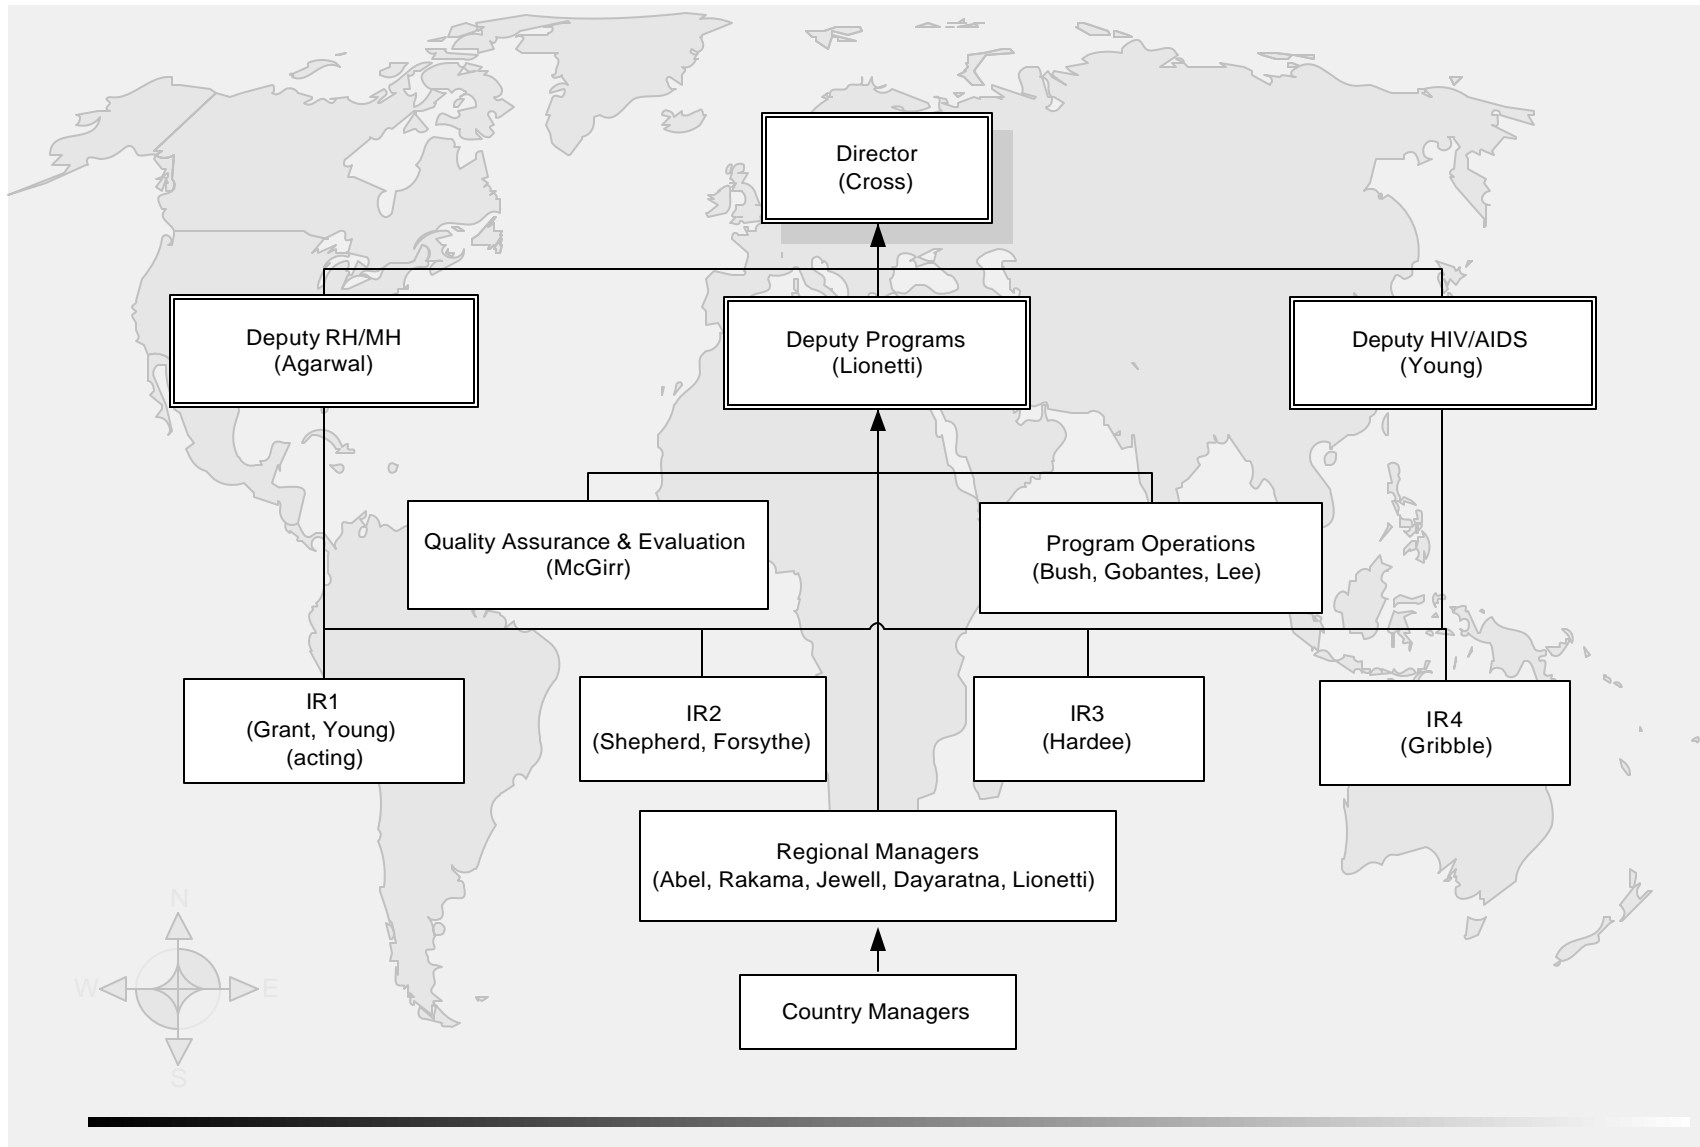 Director
(Cross)
Deputy RH/MH
(Agarwal)
Deputy Programs
(Lionetti)
Deputy HIV/AIDS
(Young)
Quality Assurance & Evaluation
(McGirr)
Program Operations
(Bush, Gobantes, Lee)
IR1
(Grant, Young)
(acting)
IR2
(Shepherd, Forsythe)
IR3
(Hardee)
IR4
(Gribble)
Regional Managers
(Abel, Rakama, Jewell, Dayaratna, Lionetti)
Country Managers
N
W
E
S